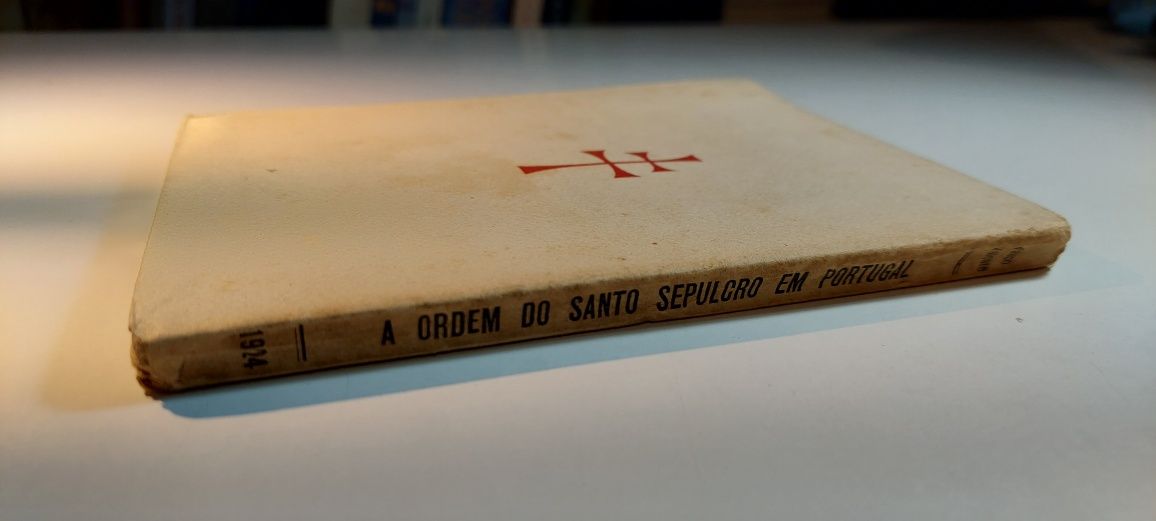 1924
A ORDEM DO SANTO SEPULCRO EM PORTUGAL